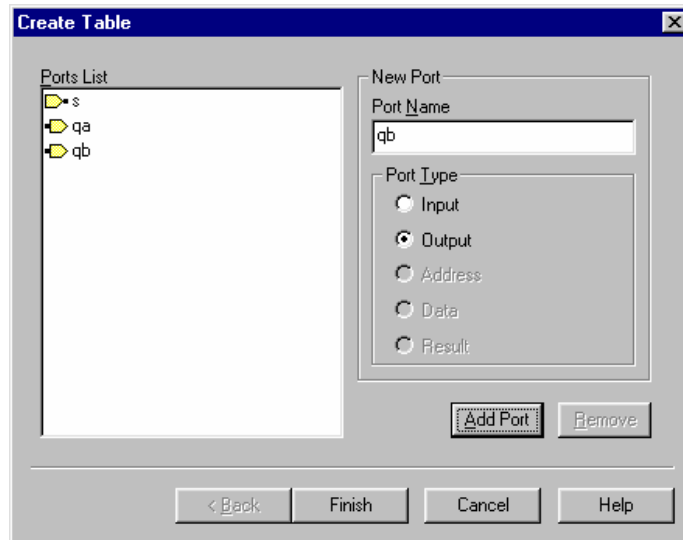 Create Table
Ports List
s
qa
qb
New Port
Port Name
qb
Port Type
Input
Output
Address
Data
Result
Add Port
Remove
< Back
Finish
Cancel
Help